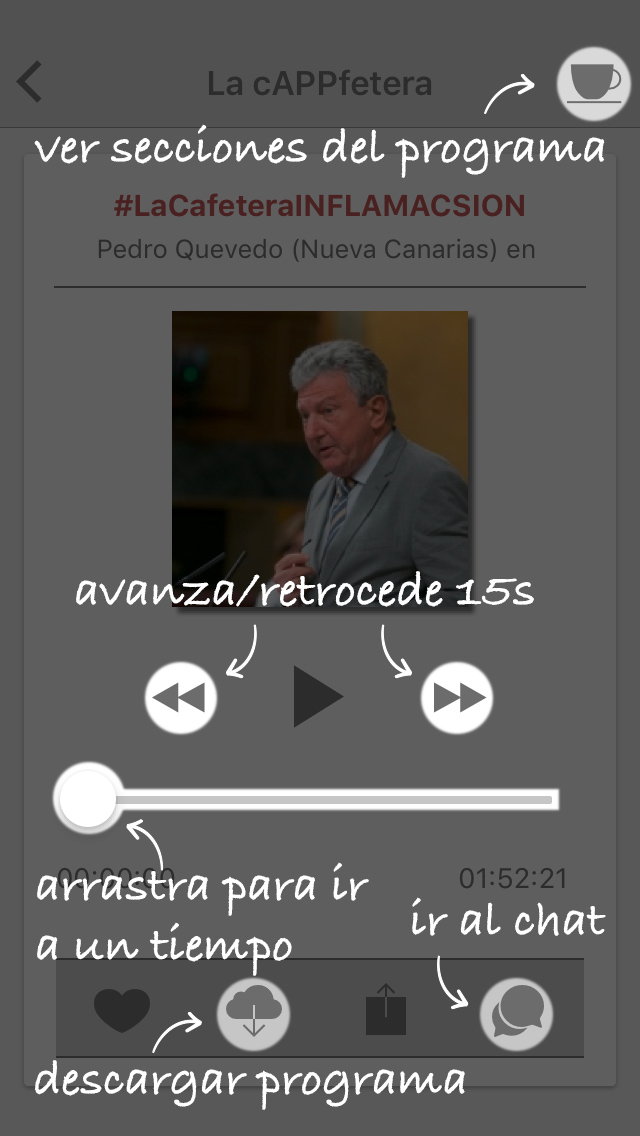 La cAPPfetera
ver secciones del programa
#LaCafeteraINFLAMACSION
Pedro Quevedo (Nueva Canarias) en
avanza/retrocede 15s
00:00:00
01:52:21
arrastra para ir
a un tiempo
ir al chat
descargar programa